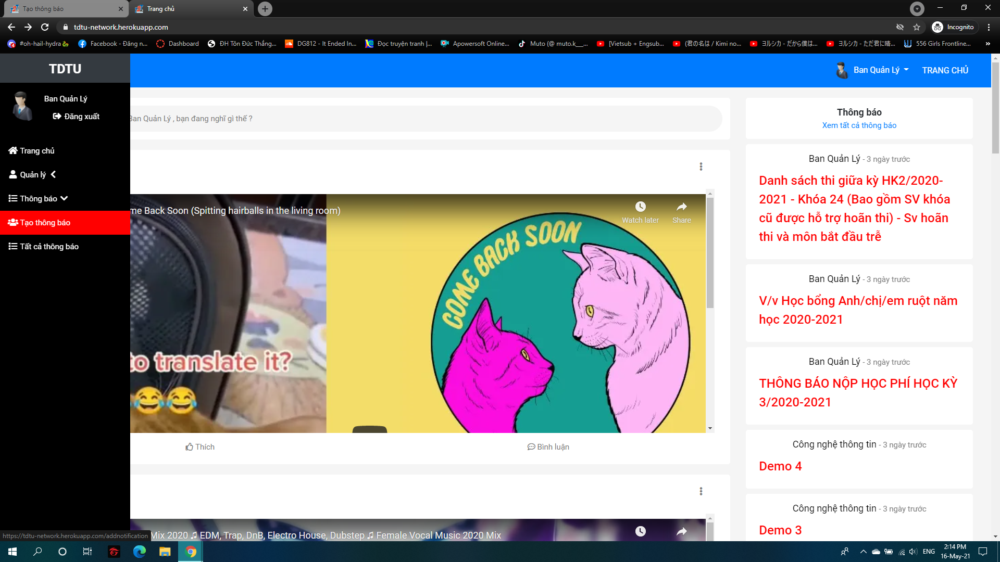 Tạo thông báo
Trang chủ
tdtu-network.herokuapp.com
Incognito
#oh-hail-hydra
Facebook - Đăng n...
Dashboard
ĐH Tôn Đức Thắng...
DG812 - It Ended In...
Đọc truyện tranh |...
Apowersoft Online...
Muto (@ muto.k___...
[Vietsub + Engsub...
(君の名は / Kimi no...
ヨルシカ - だから僕は...
ヨルシカ - ただ君に晴...
556 Girls Frontline...
»
TDTU
Ban Quản Lý
TRANG CHỦ
Ban Quản Lý
Đăng xuất
Trang chủ
Quản lý
Thông báo
Tạo thông báo
Tất cả thông báo
Ban Quản Lý , bạn đang nghĩ gì thế ?
me Back Soon (Spitting hairballs in the living room)
Watch later
Share
COME BACK SOON
to translate it?
Thích
Bình luận
Mix 2020 ♫ EDM, Trap, DnB, Electro House, Dubstep ♫ Female Vocal Music 2020 Mix
Thông báo
Xem tất cả thông báo
Ban Quản Lý - 3 ngày trước
Danh sách thi giữa kỳ HK2/2020-
2021 - Khóa 24 (Bao gồm SV khóa
cũ được hỗ trợ hoãn thi) - Sv hoãn
thi và môn bắt đầu trễ
Ban Quản Lý - 3 ngày trước
V/v Học bổng Anh/chị/em ruột năm
học 2020-2021
Ban Quản Lý - 3 ngày trước
THÔNG BÁO NỘP HỌC PHÍ HỌC KỲ
3/2020-2021
Công nghệ thông tin - 3 ngày trước
Demo 4
Công nghệ thông tin - 3 ngày trước
Demo 3
https://tdtu-network.herokuapp.com/addnotification
ENG
2:14 PM
16-May-21